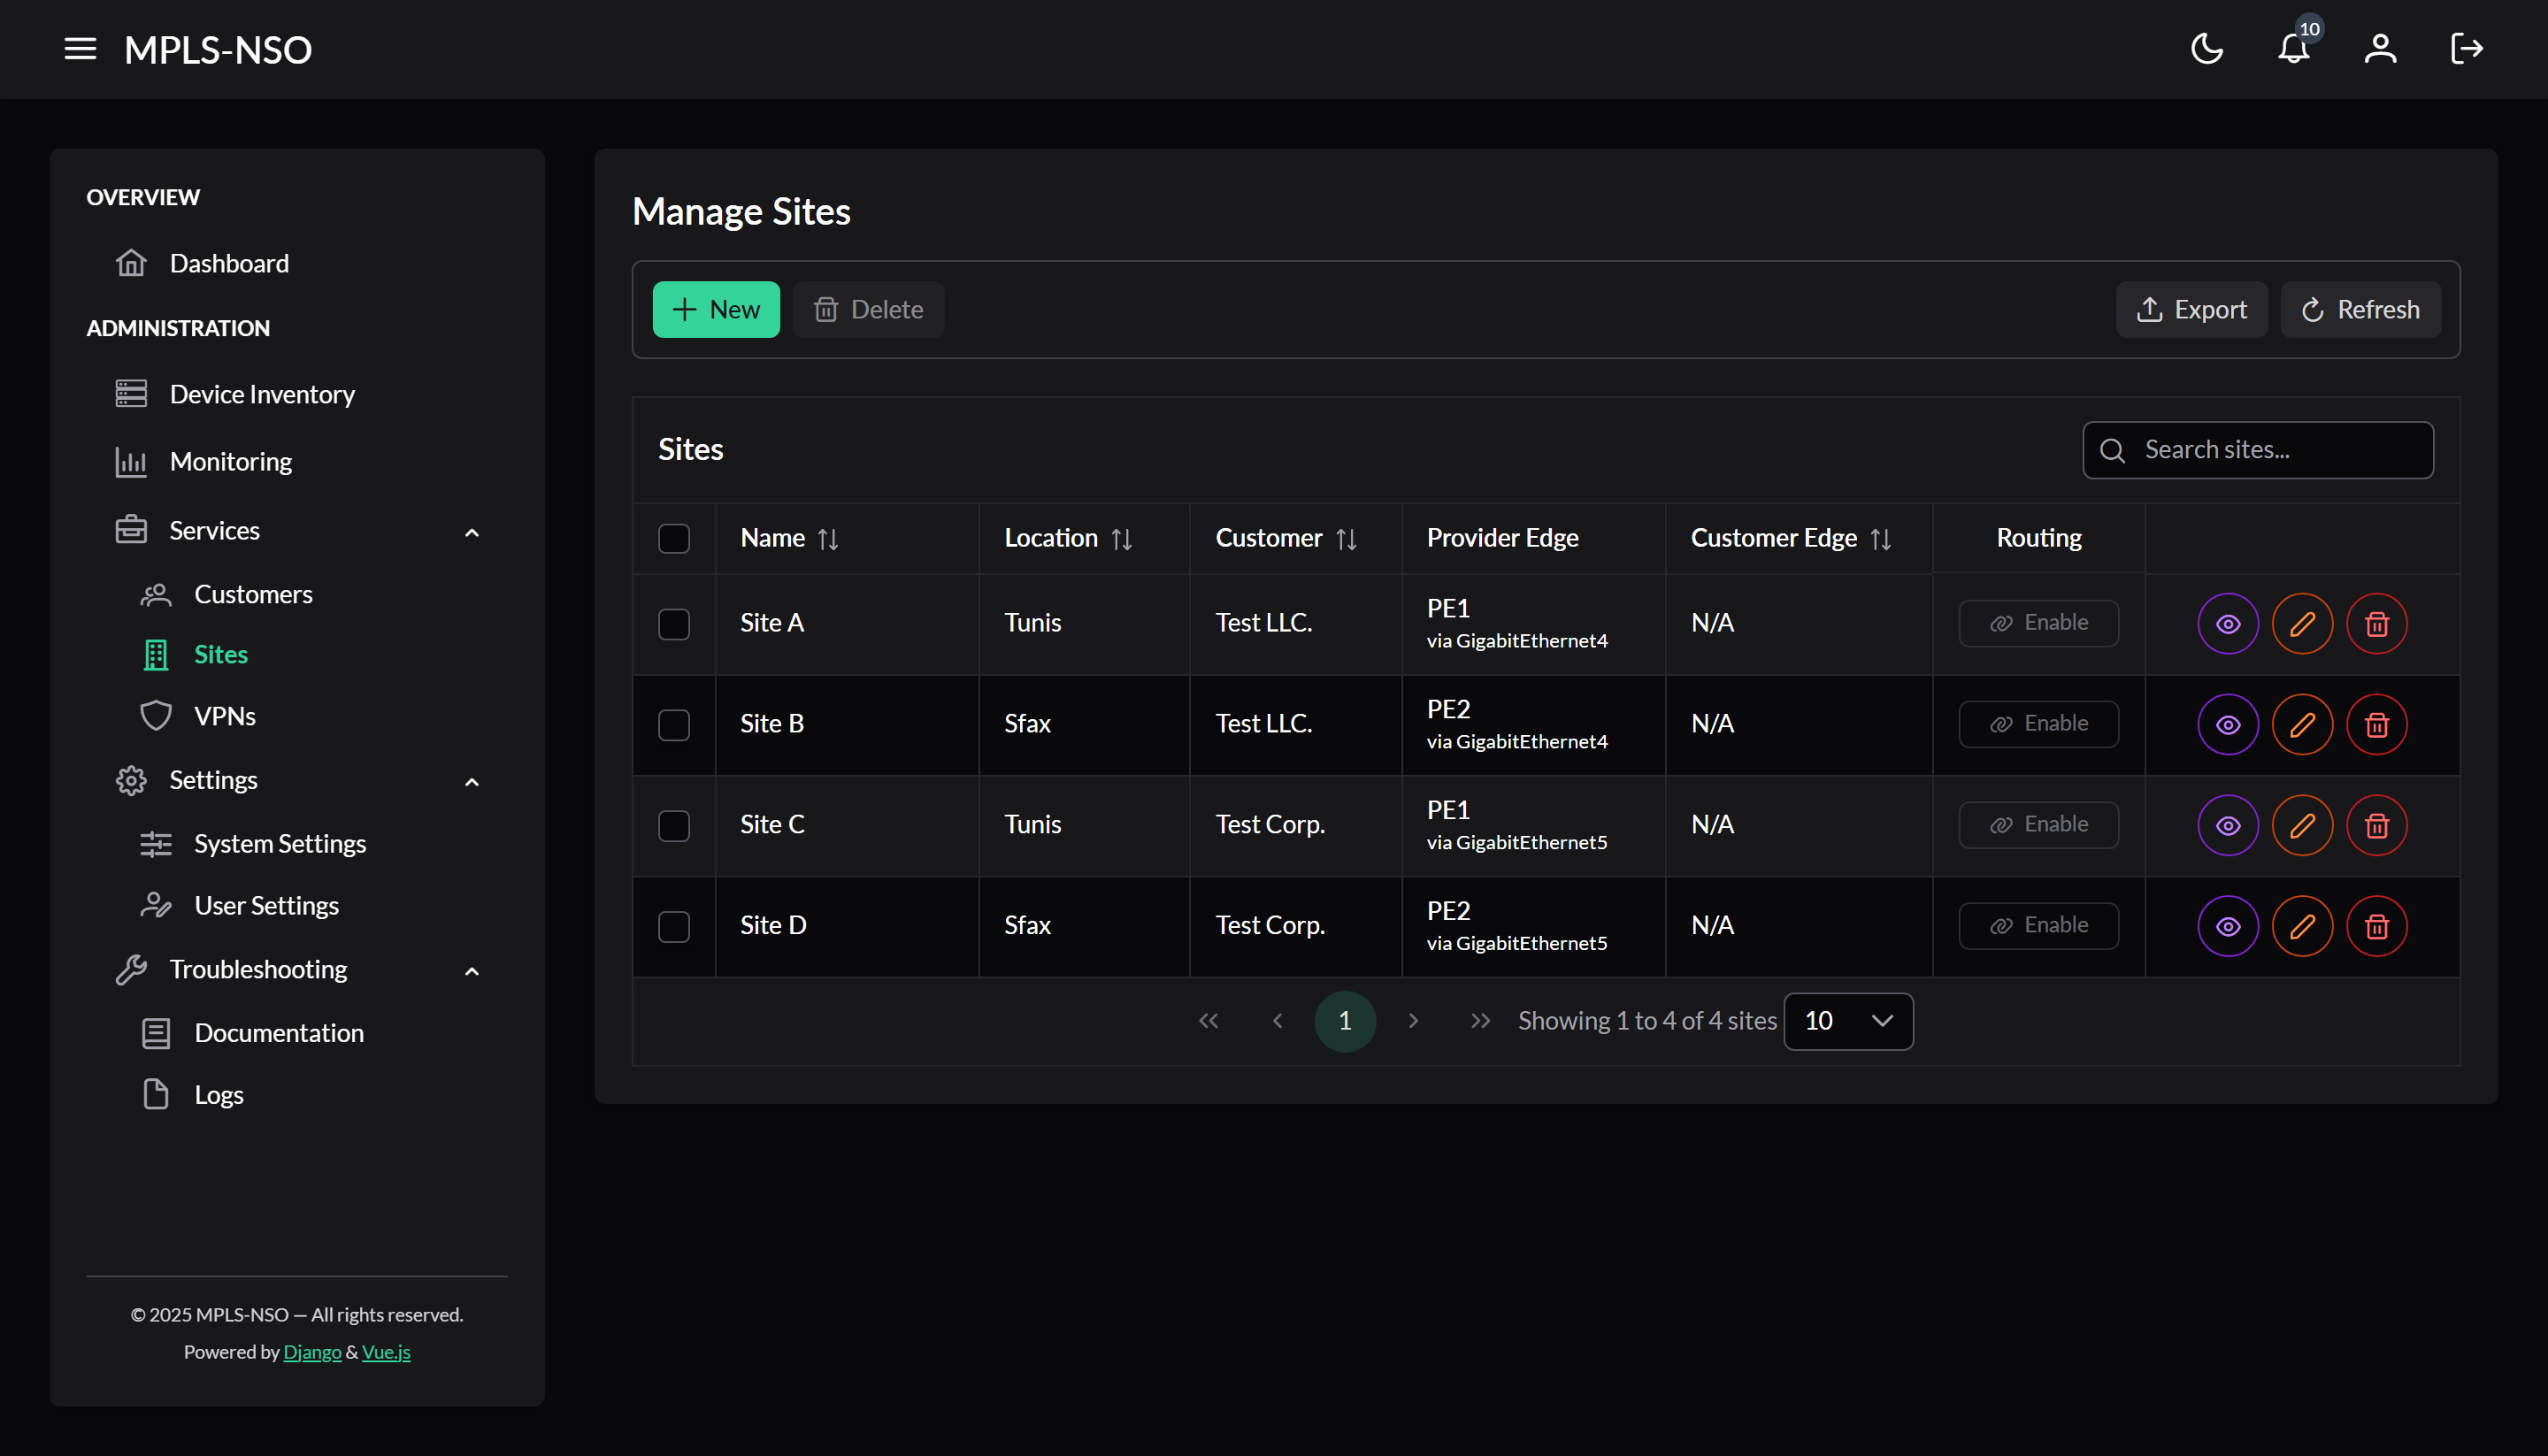 MPLS-NSO
10
OVERVIEW
Dashboard
ADMINISTRATION
Device Inventory
Monitoring
Services
Customers
Sites
VPNs
Settings
System Settings
User Settings
Troubleshooting
Documentation
Logs
© 2025 MPLS-NSO — All rights reserved.
Powered by Django & Vue.js
Manage Sites
New Delete Export Refresh
Sites
Search sites...
Name Location Customer Provider Edge Customer Edge Routing
Site A Tunis Test LLC. PE1 N/A Enable
via GigabitEthernet4
Site B Sfax Test LLC. PE2 N/A Enable
via GigabitEthernet4
Site C Tunis Test Corp. PE1 N/A Enable
via GigabitEthernet5
Site D Sfax Test Corp. PE2 N/A Enable
via GigabitEthernet5
1 Showing 1 to 4 of 4 sites 10